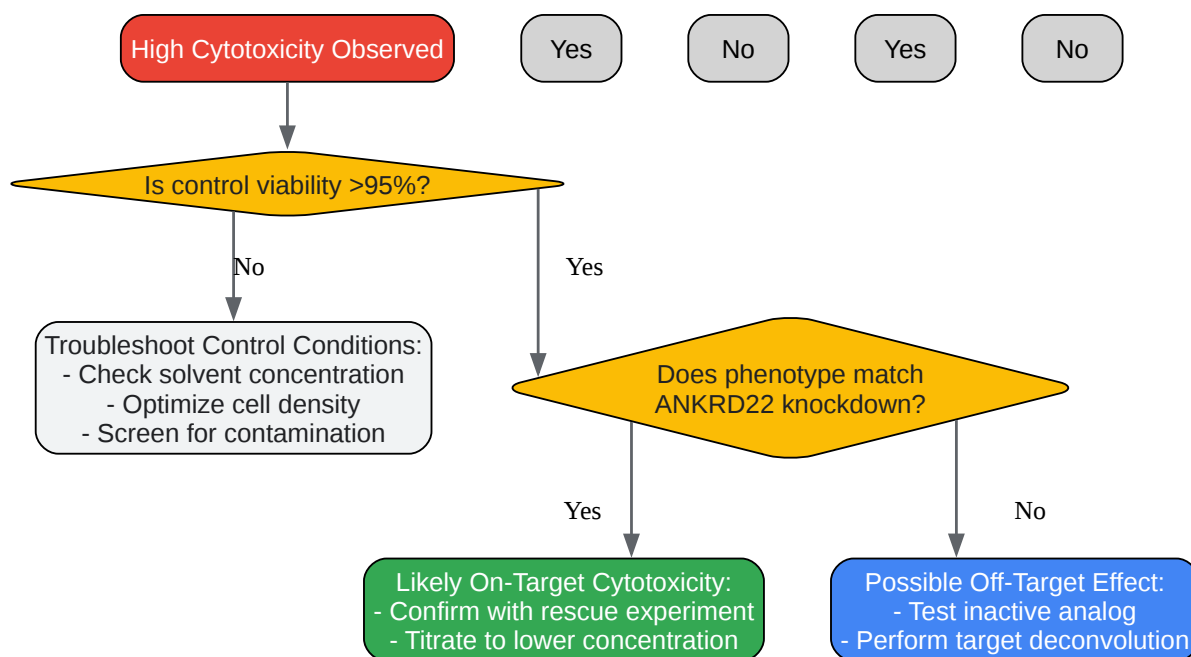 High Cytotoxicity Observed
Yes
No
Yes
No
Is control viability >95%?
No
Yes
Troubleshoot Control Conditions:
- Check solvent concentration
- Optimize cell density
- Screen for contamination
Does phenotype match
ANKRD22 knockdown?
Yes
No
Likely On-Target Cytotoxicity:
- Confirm with rescue experiment
- Titrate to lower concentration
Possible Off-Target Effect:
- Test inactive analog
- Perform target deconvolution